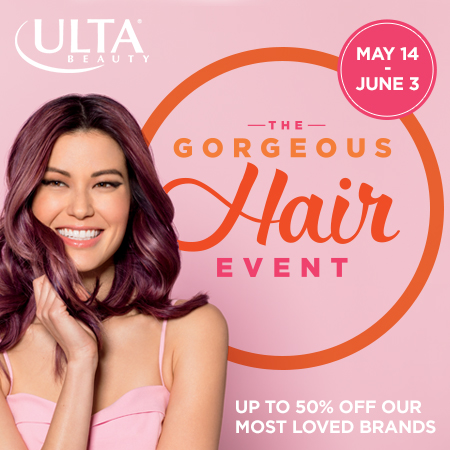 ULTA
BEAUTY
MAY 14
-
JUNE 3
THE
GORGEOUS
Hair
EVENT
UP TO 50% OFF OUR
MOST LOVED BRANDS